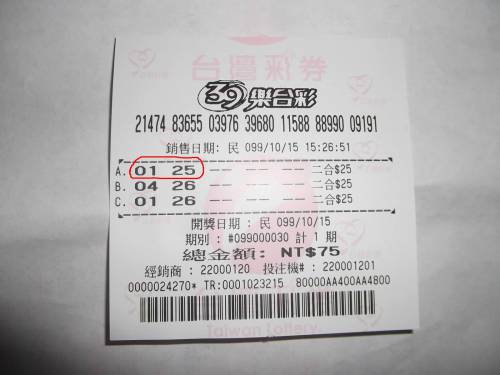 台灣彩券
39樂合彩
21474 83655 03976 39680 11588 88990 09191
銷售日期: 民 099/10/15 15:26:51
A. 01 25 -- -- -- 二合$25
B. 04 26 -- -- -- 二合$25
C. 01 26 -- -- -- 二合$25
開獎日期 : 民 099/10/15
期別 : #099000030 計 1 期
總金額: NT$75
經銷商 : 22000120 投注機# : 220001201
0000024270* TR:0001023215 80000AA400AA4800
Taiwan Lottery